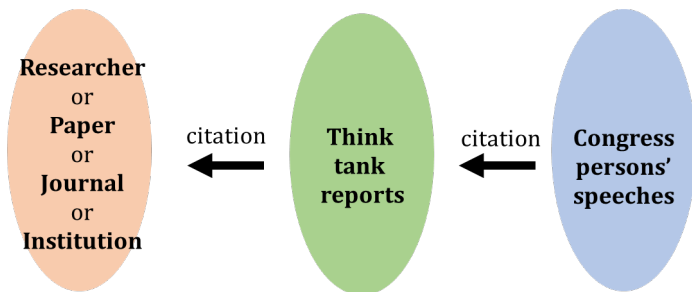 Researcher
or
Paper
or
Journal
or
Institution
citation
Think
tank
reports
citation
Congress
persons’
speeches